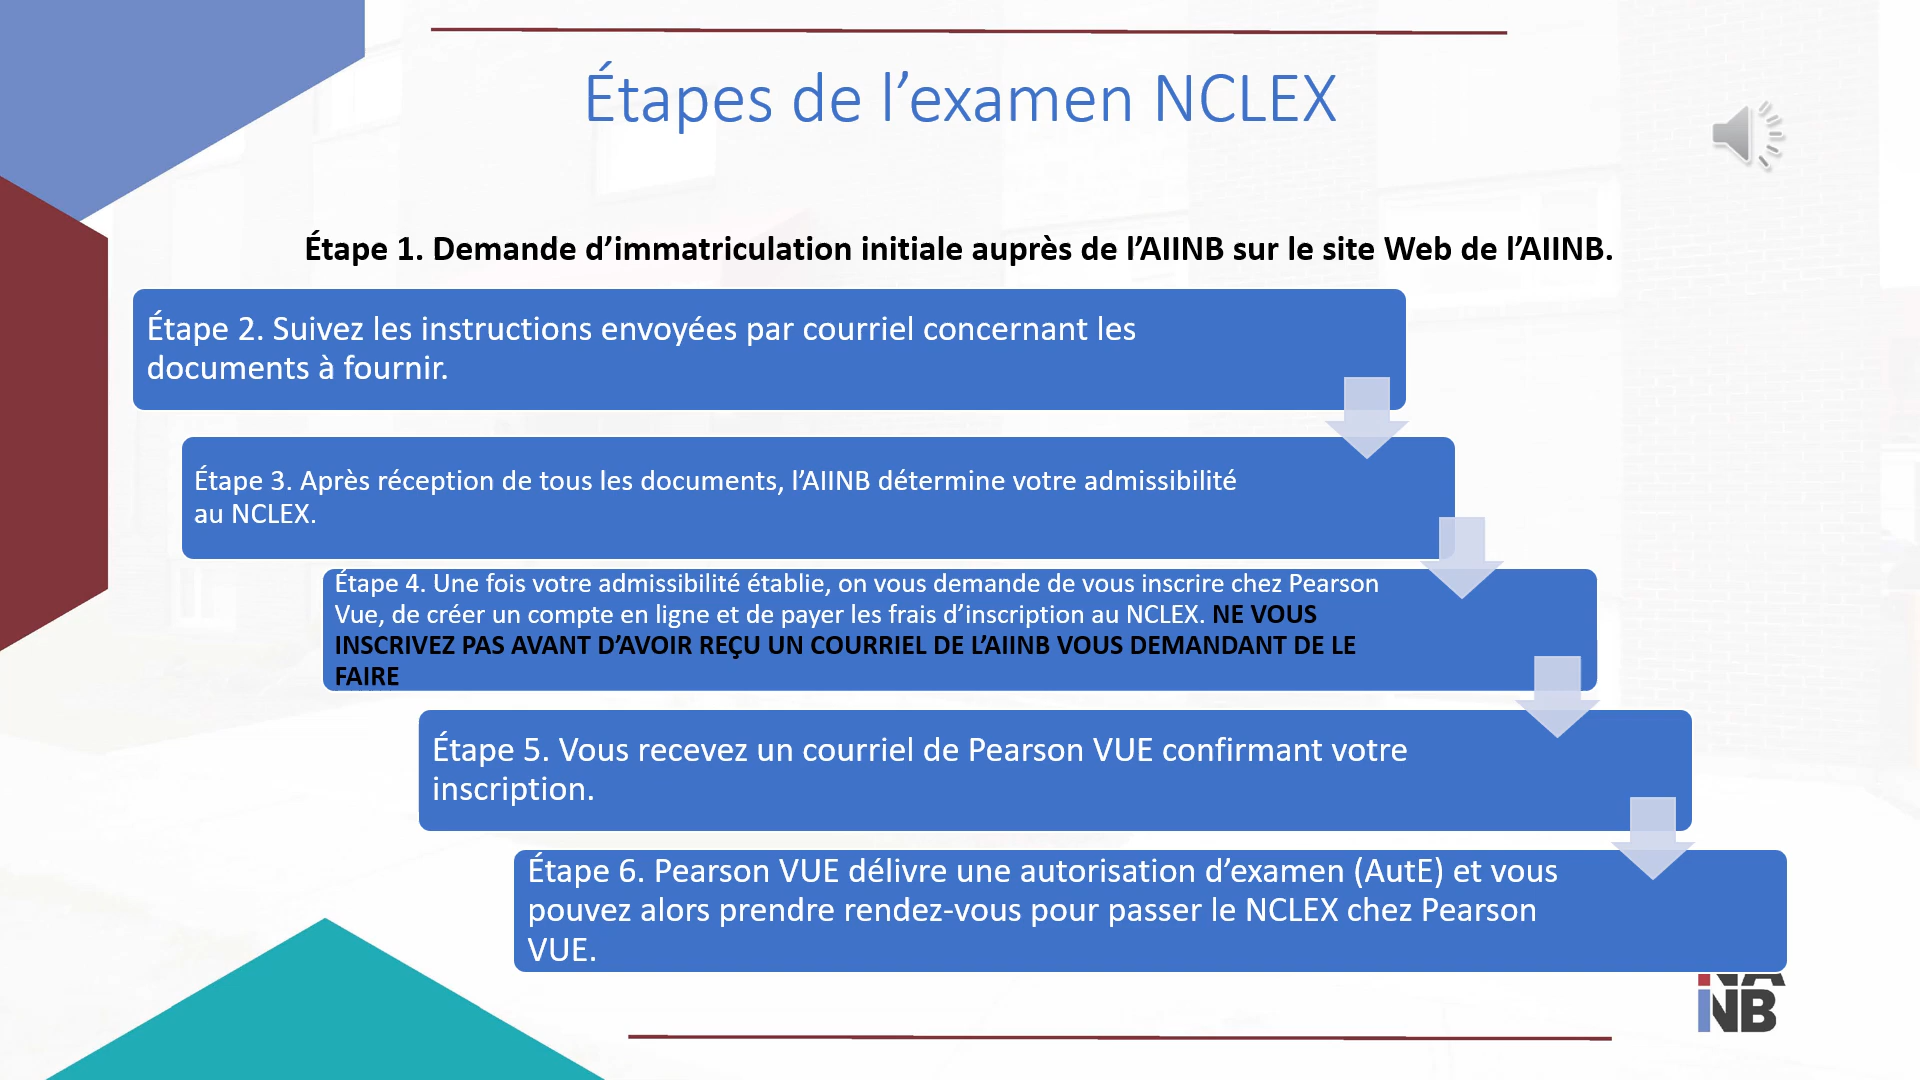 Étapes de l’examen NCLEX
Étape 1. Demande d’immatriculation initiale auprès de l’AIINB sur le site Web de l’AIINB.
Étape 2. Suivez les instructions envoyées par courriel concernant les
documents à fournir.
Étape 3. Après réception de tous les documents, l’AIINB détermine votre admissibilité
au NCLEX.
Étape 4. Une fois votre admissibilité établie, on vous demande de vous inscrire chez Pearson
Vue, de créer un compte en ligne et de payer les frais d’inscription au NCLEX. NE VOUS
INSCRIVEZ PAS AVANT D’AVOIR REÇU UN COURRIEL DE L’AIINB VOUS DEMANDANT DE LE
FAIRE
Étape 5. Vous recevez un courriel de Pearson VUE confirmant votre
inscription.
Étape 6. Pearson VUE délivre une autorisation d’examen (AutE) et vous
pouvez alors prendre rendez-vous pour passer le NCLEX chez Pearson
VUE.
NB